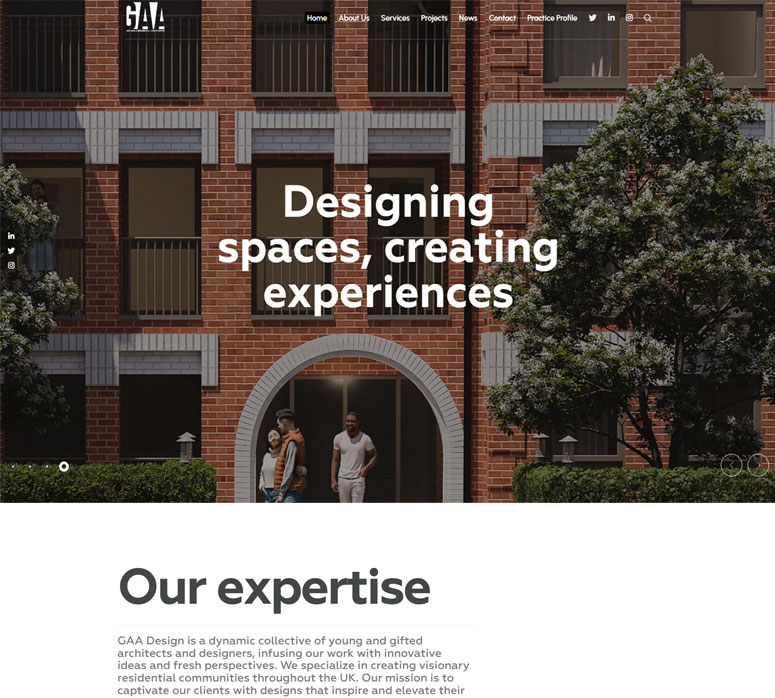 GAA
Home About Us Services Projects News Contact Practice Profile
Designing
spaces, creating
experiences
Our expertise
GAA Design is a dynamic collective of young and gifted
architects and designers, infusing our work with innovative
ideas and fresh perspectives. We specialize in creating visionary
residential communities throughout the UK. Our mission is to
captivate our clients with designs that inspire and elevate their